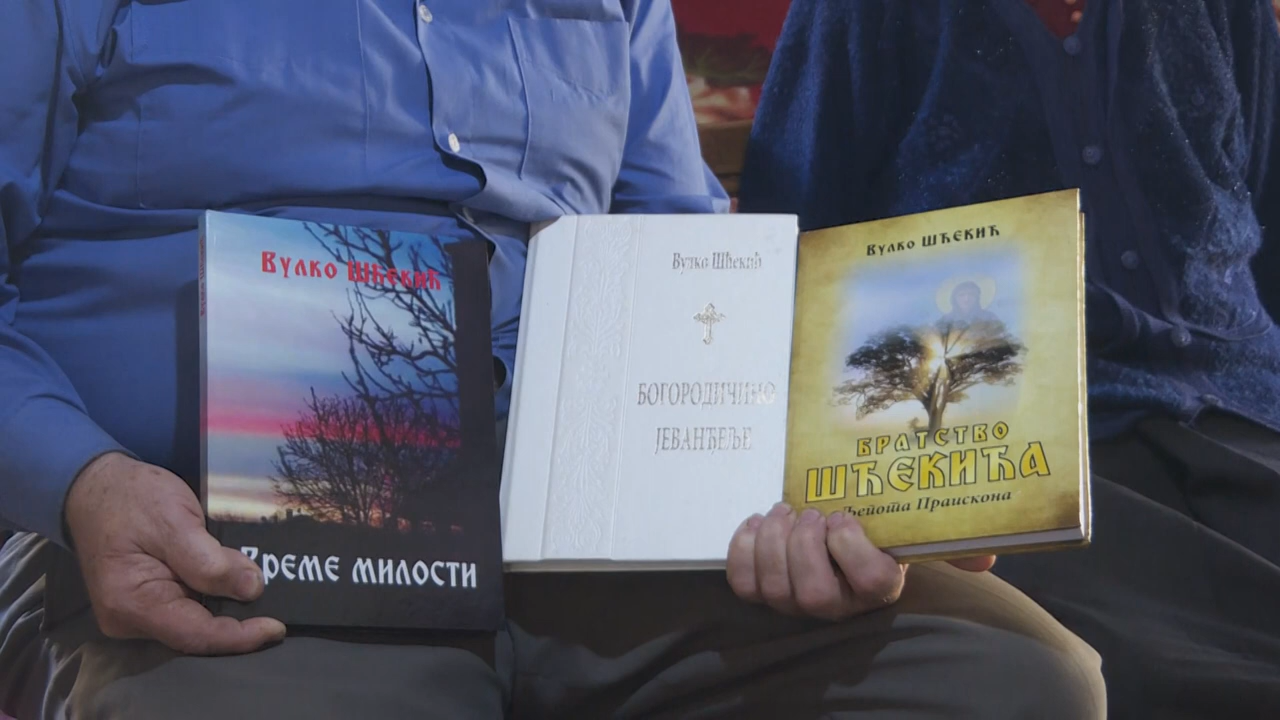 Вулко Шћекић
Време милости
Вулко Шћекић
БОГОРОДИЧИНО
ЈЕВАНЂЕЉЕ
Вулко Шћекић
БРАТСТВО
ШЋЕКИЋА
Праискона